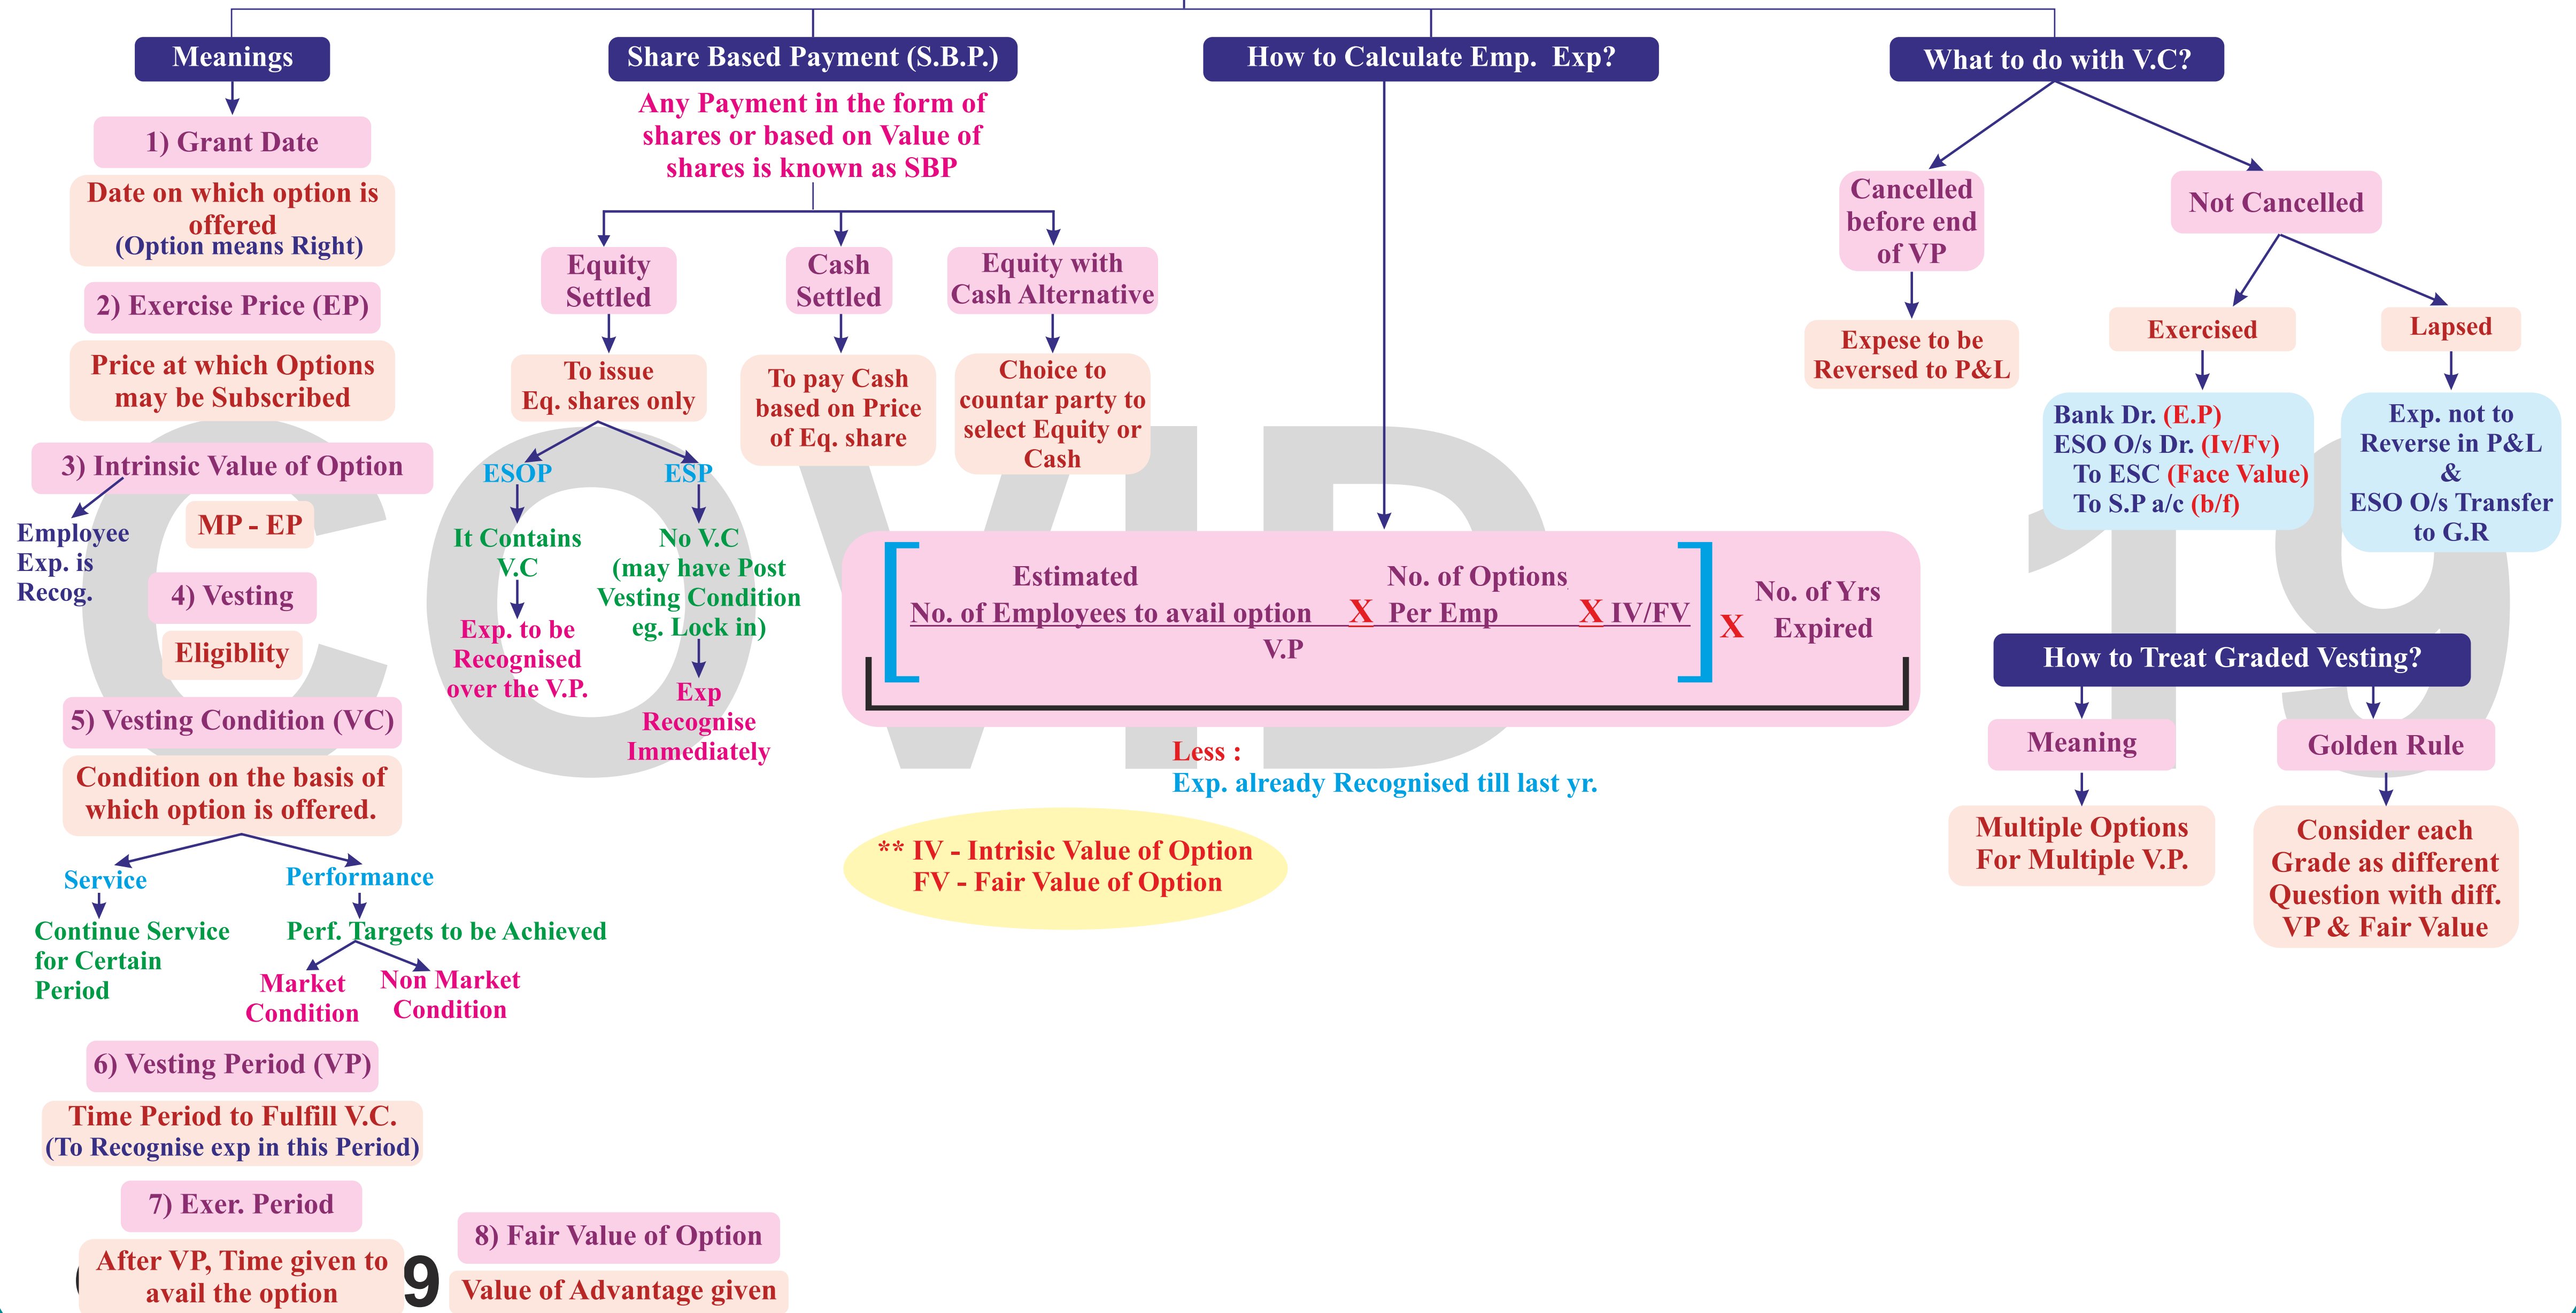 Meanings
1) Grant Date
Date on which option is
offered
(Option means Right)
2) Exercise Price (EP)
Price at which Options
may be Subscribed
3) Intrinsic Value of Option
Employee
Exp. is
Recog.
MP - EP
4) Vesting
Eligiblity
5) Vesting Condition (VC)
Condition on the basis of
which option is offered.
Service
Continue Service
for Certain
Period
Performance
Perf. Targets to be Achieved
Market
Condition
Non Market
Condition
6) Vesting Period (VP)
Time Period to Fulfill V.C.
(To Recognise exp in this Period)
7) Exer. Period
After VP, Time given to
avail the option
8) Fair Value of Option
Value of Advantage given
Share Based Payment (S.B.P.)
Any Payment in the form of
shares or based on Value of
shares is known as SBP
Equity
Settled
To issue
Eq. shares only
ESOP
It Contains
V.C
Exp. to be
Recognised
over the V.P.
ESP
No V.C
(may have Post
Vesting Condition
eg. Lock in)
Exp
Recognise
Immediately
Cash
Settled
To pay Cash
based on Price
of Eq. share
Equity with
Cash Alternative
Choice to
countar party to
select Equity or
Cash
How to Calculate Emp. Exp?
Estimated No. of Options
No. of Employees to avail option X Per Emp X IV/FV
V.P
X
No. of Yrs
Expired
Less :
Exp. already Recognised till last yr.
** IV - Intrisic Value of Option
FV - Fair Value of Option
What to do with V.C?
Cancelled
before end
of VP
Expese to be
Reversed to P&L
Not Cancelled
Exercised
Bank Dr. (E.P)
ESO O/s Dr. (Iv/Fv)
To ESC (Face Value)
To S.P a/c (b/f)
Lapsed
Exp. not to
Reverse in P&L
&
ESO O/s Transfer
to G.R
How to Treat Graded Vesting?
Meaning
Multiple Options
For Multiple V.P.
Golden Rule
Consider each
Grade as different
Question with diff.
VP & Fair Value
COVID 19
9